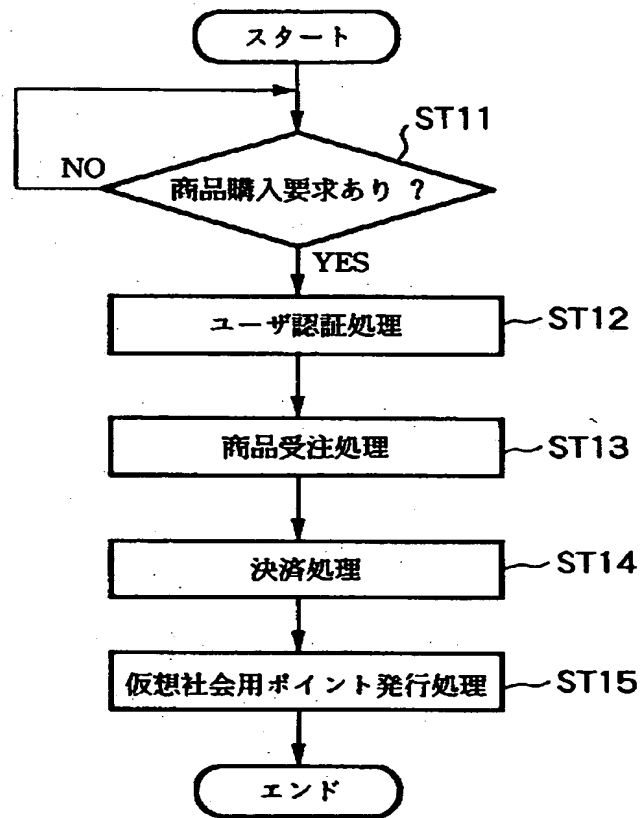 スタート
ST11
NO
商品購入要求あり ?
YES
ユーザ認証処理
ST12
商品受注処理
ST13
決済処理
ST14
仮想社会用ポイント発行処理
ST15
エンド